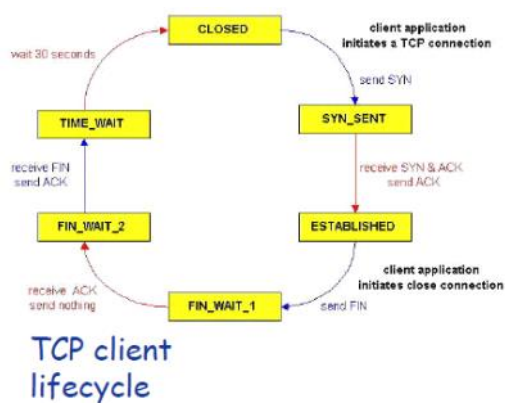 CLOSED
client application
initiates a TCP connection
wait 30 seconds
send SYN
TIME_WAIT
SYN_SENT
receive FIN
send ACK
receive SYN & ACK
send ACK
FIN_WAIT_2
ESTABLISHED
client application
initiates close connection
receive ACK
send nothing
FIN_WAIT_1
send FIN
TCP client
lifecycle